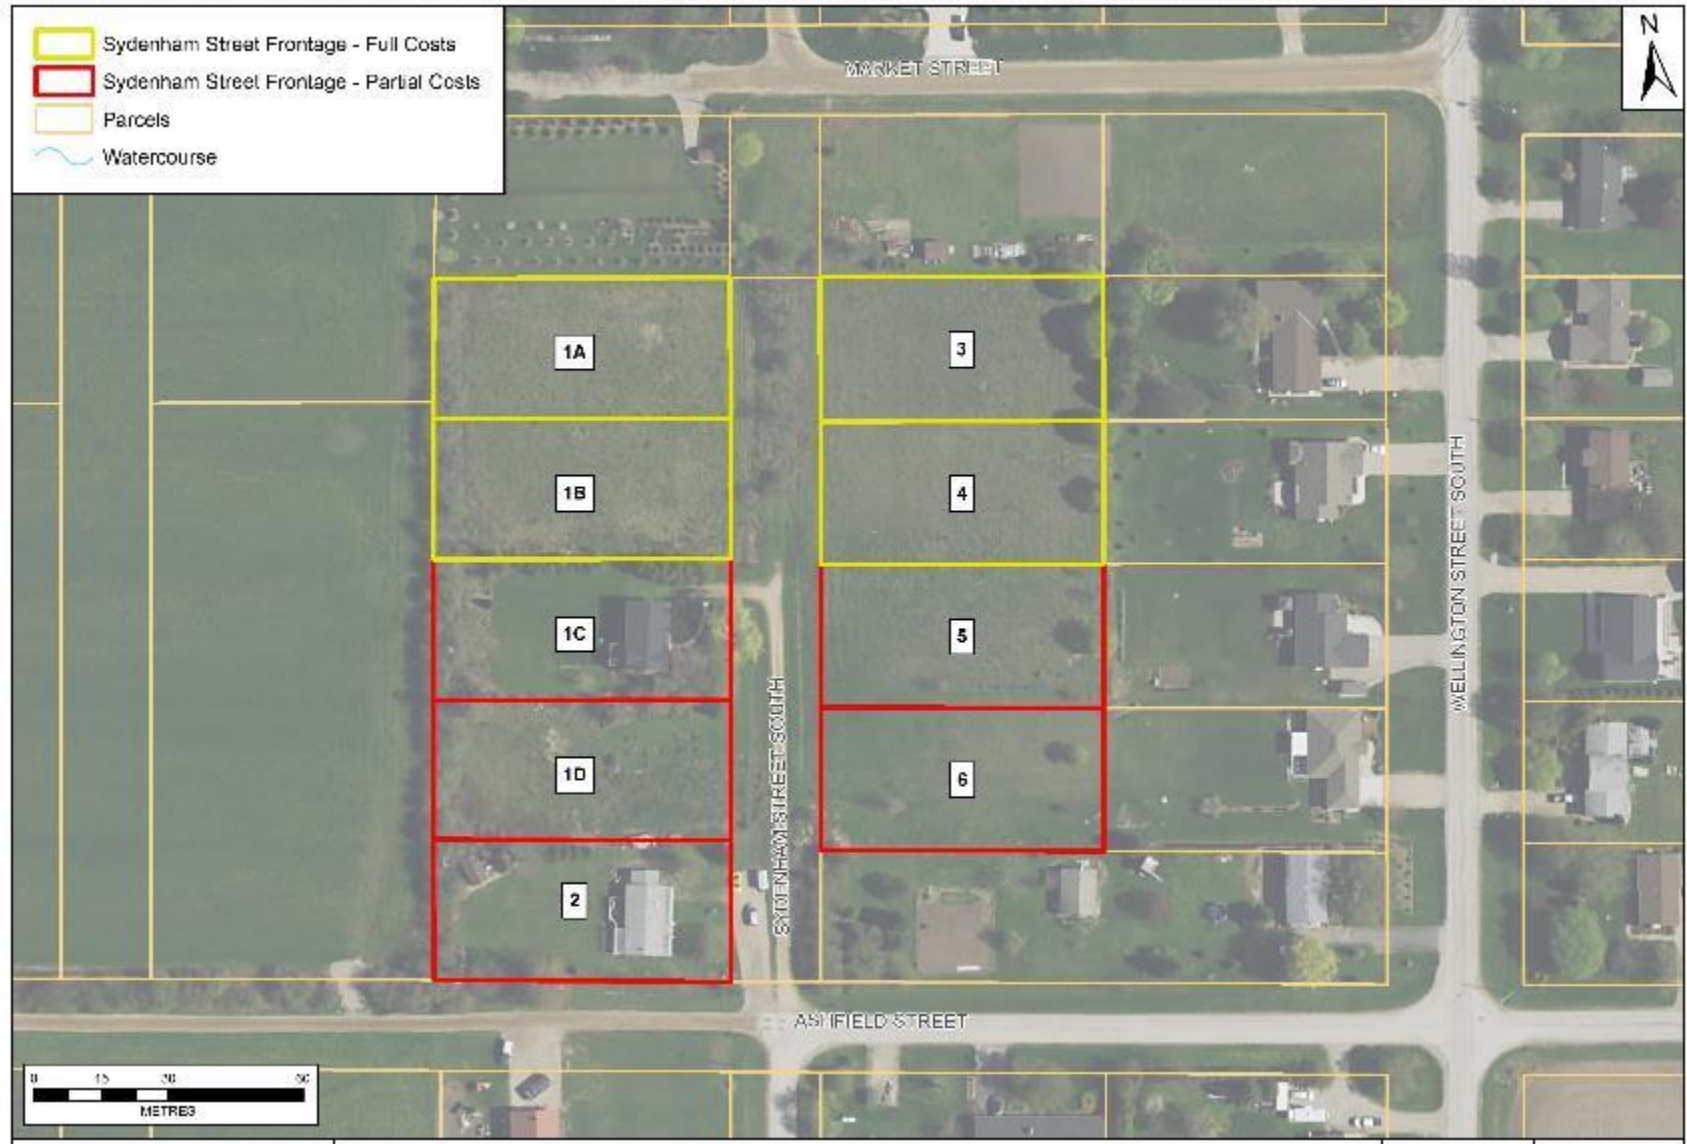 Sydenham Street Frontage - Full Costs
Sydenham Street Frontage - Partial Costs
Parcels
Watercourse
N
MARKET STREET
1A
3
1B
4
1C
5
1D
6
2
SYDENHAM STREET SOUTH
WELLINGTON STREET SOUTH
ASHFIELD STREET
0 15 30 60
METRES